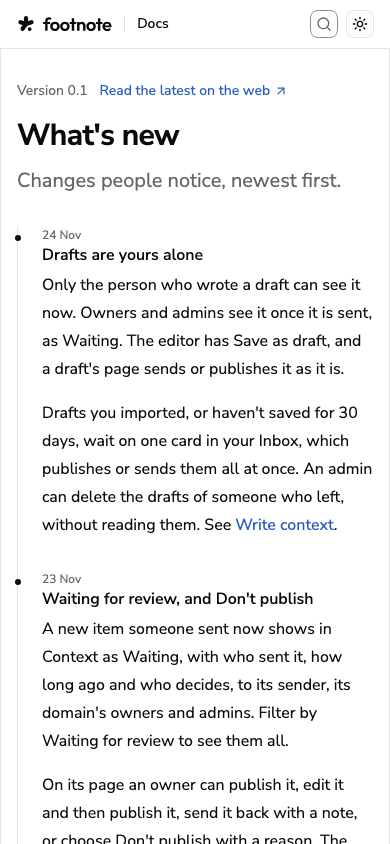 footnote
Docs
Version 0.1 Read the latest on the web ↗
What's new
Changes people notice, newest first.
24 Nov
Drafts are yours alone
Only the person who wrote a draft can see it
now. Owners and admins see it once it is sent,
as Waiting. The editor has Save as draft, and
a draft's page sends or publishes it as it is.
Drafts you imported, or haven't saved for 30
days, wait on one card in your Inbox, which
publishes or sends them all at once. An admin
can delete the drafts of someone who left,
without reading them. See Write context.
23 Nov
Waiting for review, and Don't publish
A new item someone sent now shows in
Context as Waiting, with who sent it, how
long ago and who decides, to its sender, its
domain's owners and admins. Filter by
Waiting for review to see them all.
On its page an owner can publish it, edit it
and then publish it, send it back with a note,
or choose Don't publish with a reason. The